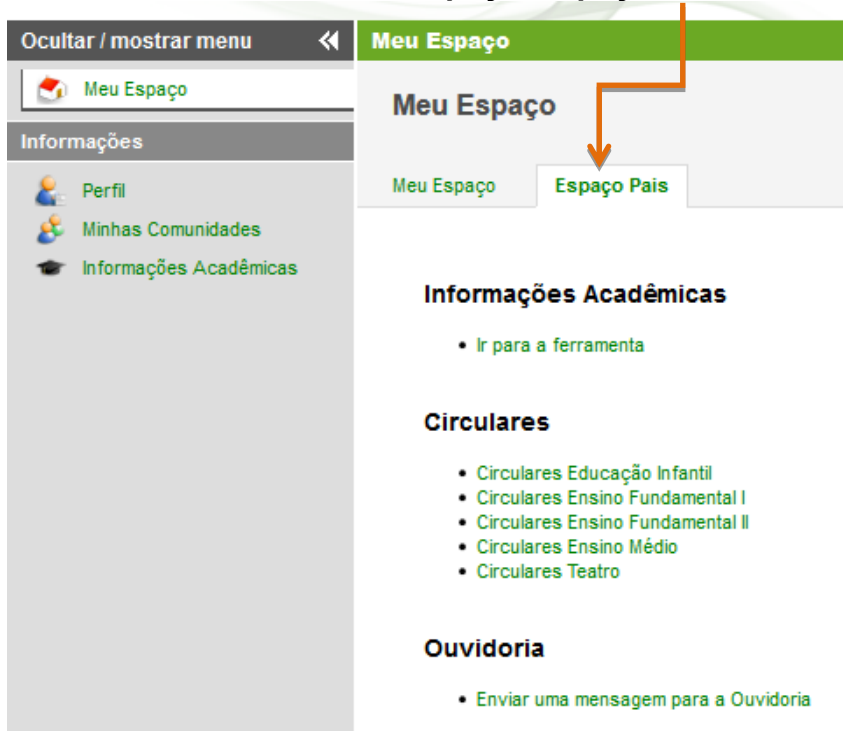 Ocultar / mostrar menu
Meu Espaço
Informações
Perfil
Minhas Comunidades
Informações Acadêmicas
Meu Espaço
Meu Espaço
Meu Espaço
Espaço Pais
Informações Acadêmicas
• Ir para a ferramenta
Circulares
• Circulares Educação Infantil
• Circulares Ensino Fundamental I
• Circulares Ensino Fundamental II
• Circulares Ensino Médio
• Circulares Teatro
Ouvidoria
• Enviar uma mensagem para a Ouvidoria